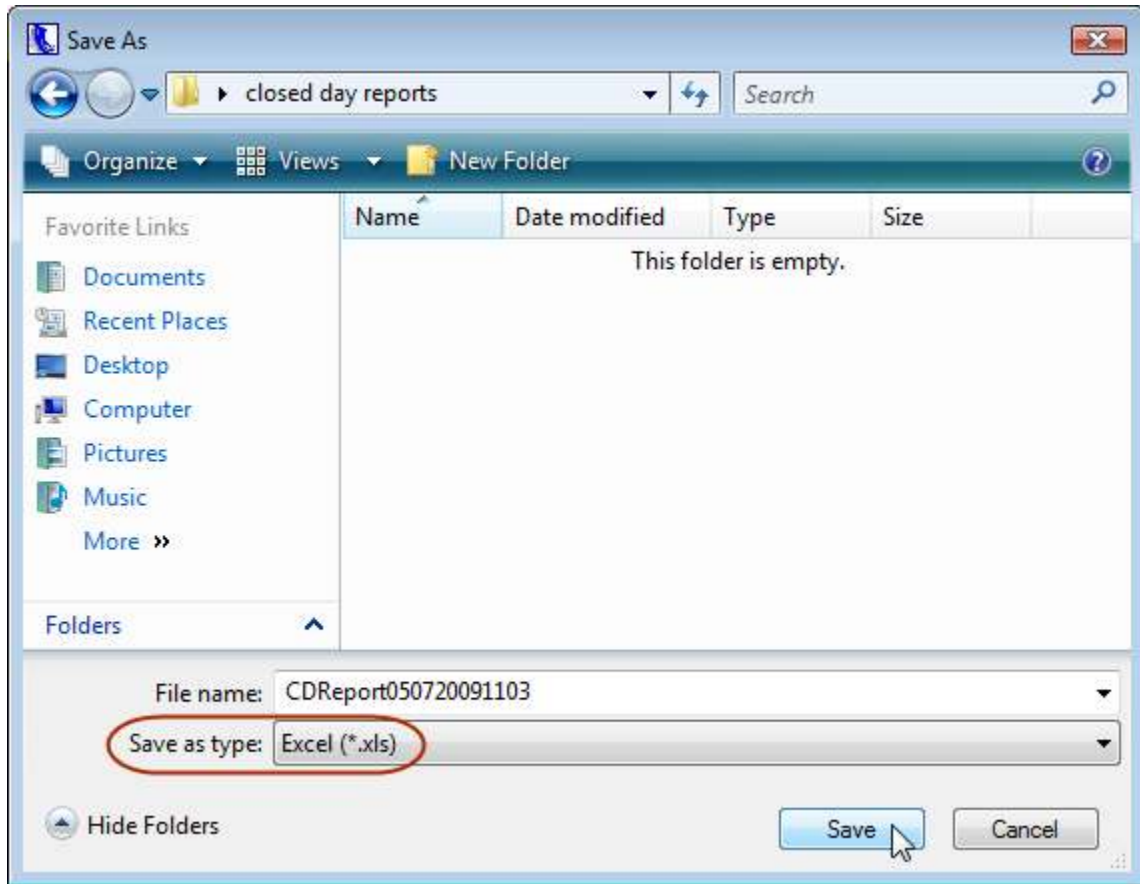 Save As
closed day reports
Search
Organize Views New Folder
Favorite Links
Name Date modified Type Size
This folder is empty.
Documents
Recent Places
Desktop
Computer
Pictures
Music
More »
Folders
File name: CDReport050720091103
Save as type: Excel (*.xls)
Hide Folders
Save Cancel